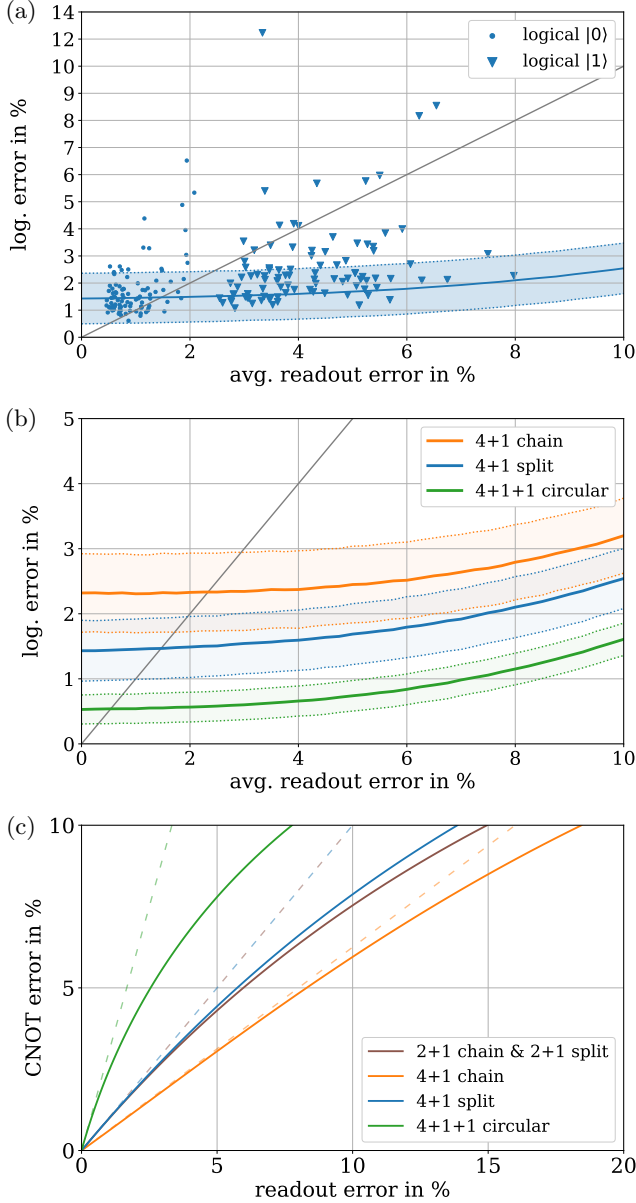 (a)
14
12
10
9
8
7
6
5
4
3
2
1
0
log. error in %
logical |0⟩
logical |1⟩
0 2 4 6 8 10
avg. readout error in %
(b)
5
4
3
2
1
0
log. error in %
4+1 chain
4+1 split
4+1+1 circular
0 2 4 6 8 10
avg. readout error in %
(c)
10
5
0
CNOT error in %
2+1 chain & 2+1 split
4+1 chain
4+1 split
4+1+1 circular
0 5 10 15 20
readout error in %